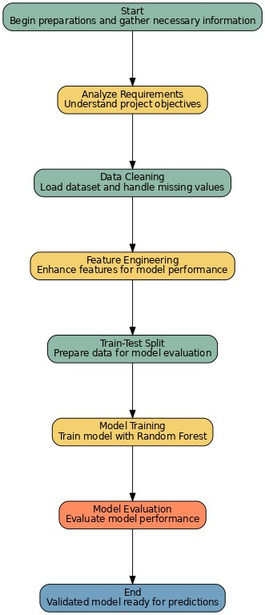 Start
Begin preparations and gather necessary information
Analyze Requirements
Understand project objectives
Data Cleaning
Load dataset and handle missing values
Feature Engineering
Enhance features for model performance
Train-Test Split
Prepare data for model evaluation
Model Training
Train model with Random Forest
Model Evaluation
Evaluate model performance
End
Validated model ready for predictions